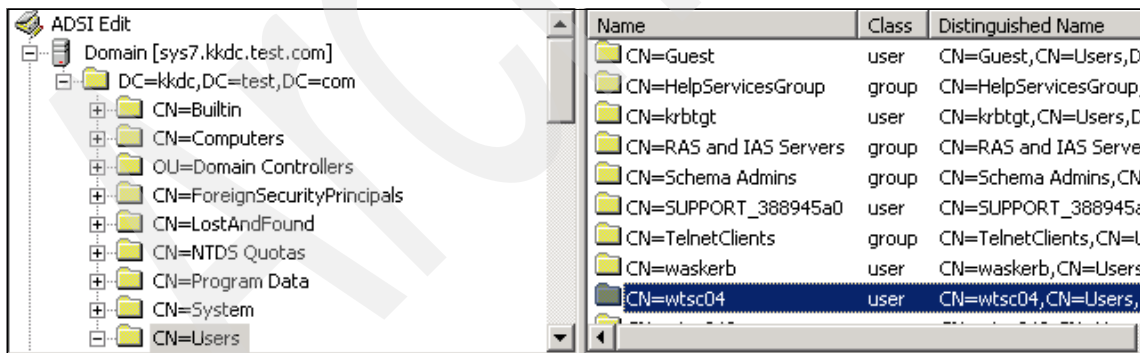 ADSI Edit
Domain [sys7.kkdc.test.com]
DC=kkdc,DC=test,DC=com
CN=Builtin
CN=Computers
OU=Domain Controllers
CN=ForeignSecurityPrincipals
CN=LostAndFound
CN=NTDS Quotas
CN=Program Data
CN=System
CN=Users
Name Class Distinguished Name
CN=Guest user CN=Guest,CN=Users,D
CN=HelpServicesGroup group CN=HelpServicesGroup,
CN=krbtgt user CN=krbtgt,CN=Users,D
CN=RAS and IAS Servers group CN=RAS and IAS Serve
CN=Schema Admins group CN=Schema Admins,CN
CN=SUPPORT_388945a0 user CN=SUPPORT_388945a
CN=TelnetClients group CN=TelnetClients,CN=U
CN=waskerb user CN=waskerb,CN=Users
CN=wtsc04 user CN=wtsc04,CN=Users,